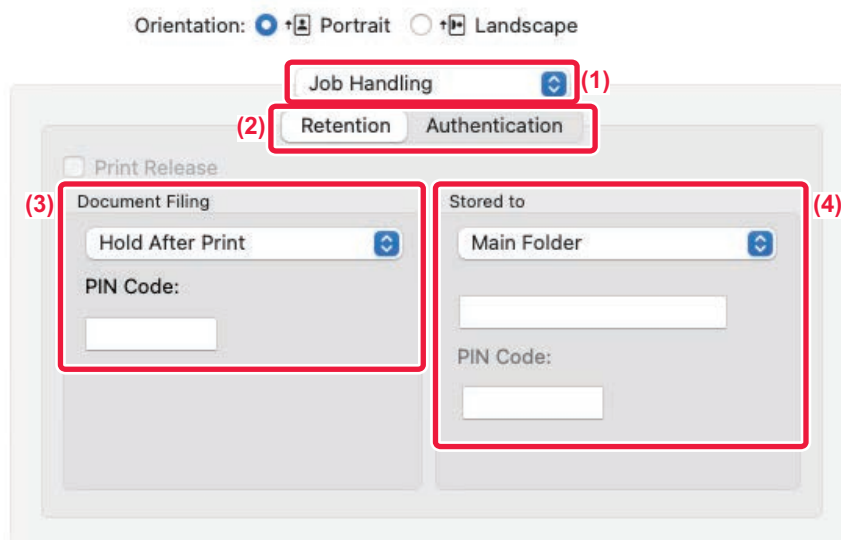 Orientation: Portrait Landscape
Job Handling (1)
(2) Retention Authentication
Print Release
(3) Document Filing Stored to (4)
Hold After Print Main Folder
PIN Code:
PIN Code: